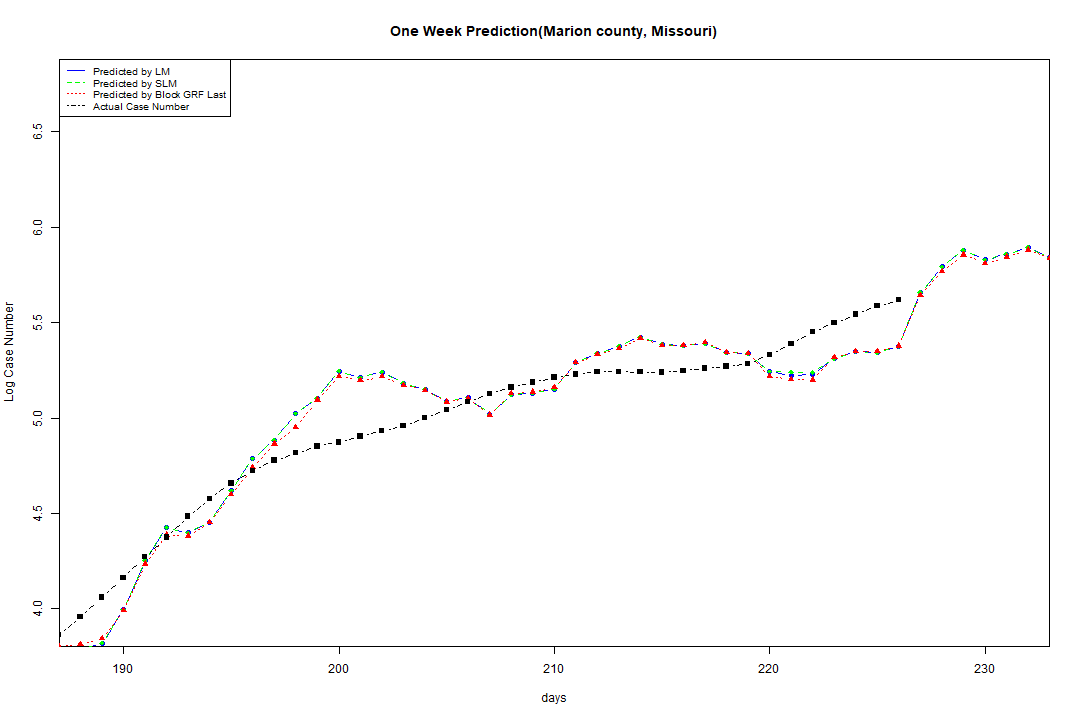 One Week Prediction(Marion county, Missouri)
Predicted by LM
Predicted by SLM
Predicted by Block GRF Last
Actual Case Number
Log Case Number
6.5
6.0
5.5
5.0
4.5
4.0
190 200 210 220 230
days